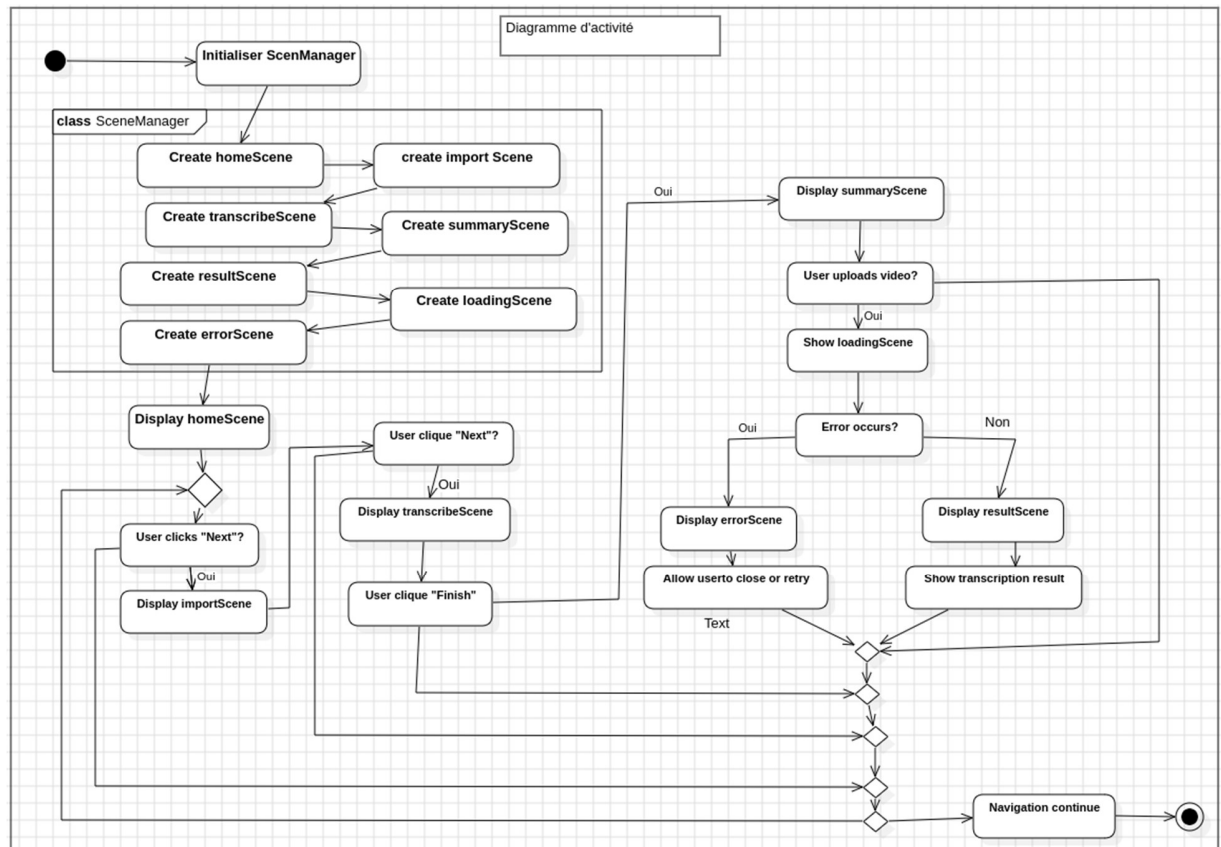 Diagramme d'activité
Initialiser ScenManager
class SceneManager
Create homeScene
create import Scene
Create transcribeScene
Create summaryScene
Create resultScene
Create loadingScene
Create errorScene
Display homeScene
User clicks "Next"?
Oui
Display importScene
User clique "Next"?
Oui
Display transcribeScene
User clique "Finish"
Oui
Display summaryScene
User uploads video?
Oui
Show loadingScene
Error occurs?
Oui
Non
Display errorScene
Display resultScene
Allow userto close or retry
Show transcription result
Text
Navigation continue